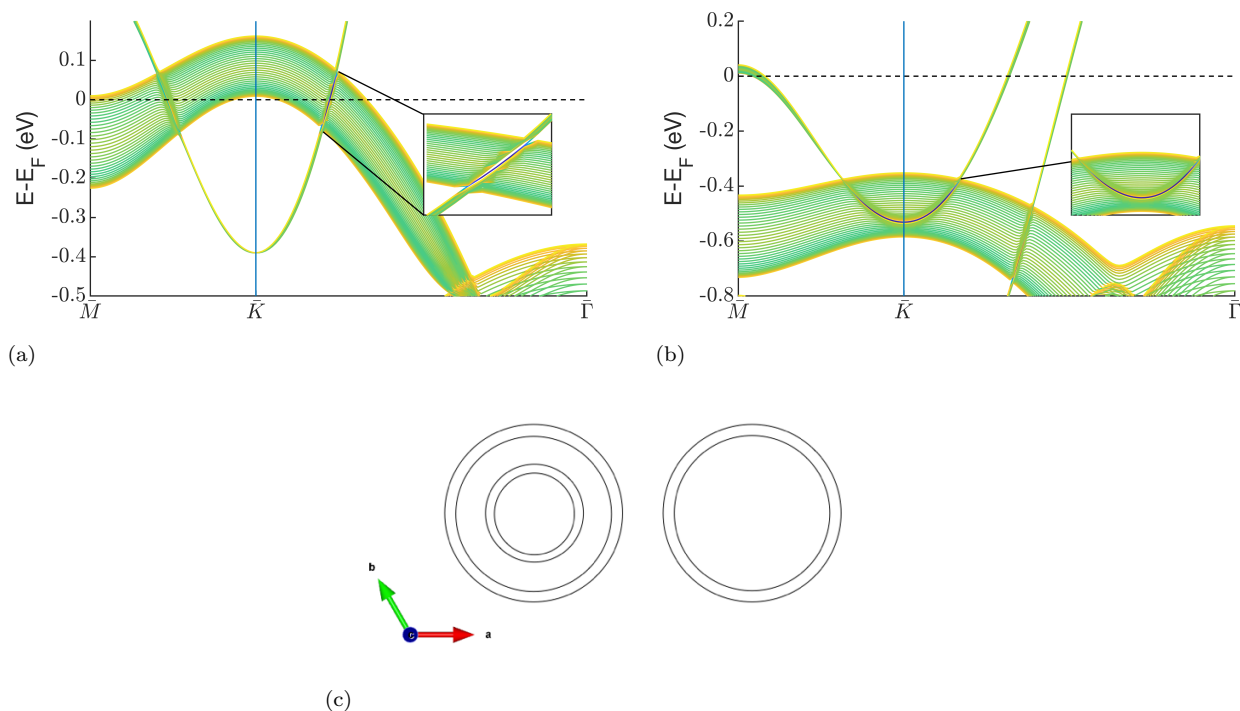 0.1
0
-0.1
-0.2
-0.3
-0.4
-0.5
E-E_F (eV)
M̄
K̄
Γ̄
(a)
0.2
0
-0.2
-0.4
-0.6
-0.8
E-E_F (eV)
M̄
K̄
Γ̄
(b)
b
c
a
(c)